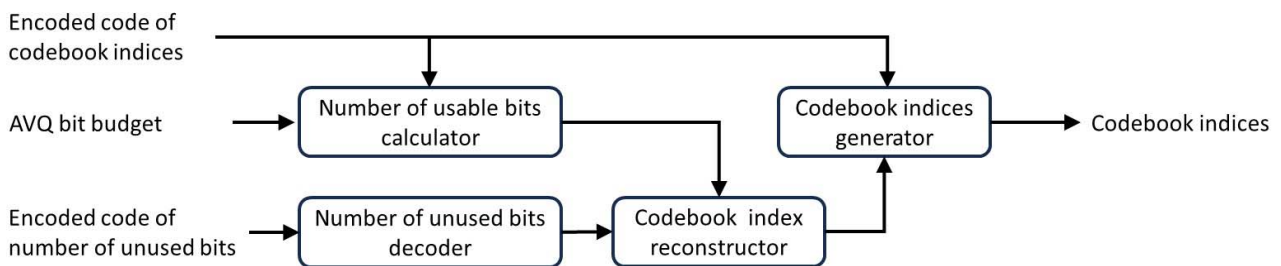 Encoded code of
codebook indices
AVQ bit budget
Number of usable bits
calculator
Codebook indices
generator
Codebook indices
Encoded code of
number of unused bits
Number of unused bits
decoder
Codebook index
reconstructor